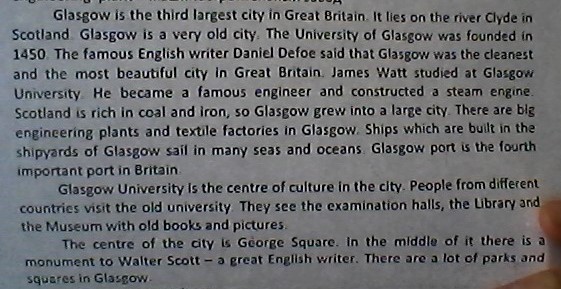 Glasgow is the third largest city in Great Britain. It lies on the river Clyde in
Scotland. Glasgow is a very old city. The University of Glasgow was founded in
1450. The famous English writer Daniel Defoe said that Glasgow was the cleanest
and the most beautiful city in Great Britain. James Watt studied at Glasgow
University. He became a famous engineer and constructed a steam engine.
Scotland is rich in coal and iron, so Glasgow grew into a large city. There are big
engineering plants and textile factories in Glasgow. Ships which are built in the
shipyards of Glasgow sail in many seas and oceans. Glasgow port is the fourth
important port in Britain.
Glasgow University is the centre of culture in the city. People from different
countries visit the old university. They see the examination halls, the Library and
the Museum with old books and pictures.
The centre of the city is George Square. In the middle of it there is a
monument to Walter Scott – a great English writer. There are a lot of parks and
squares in Glasgow.